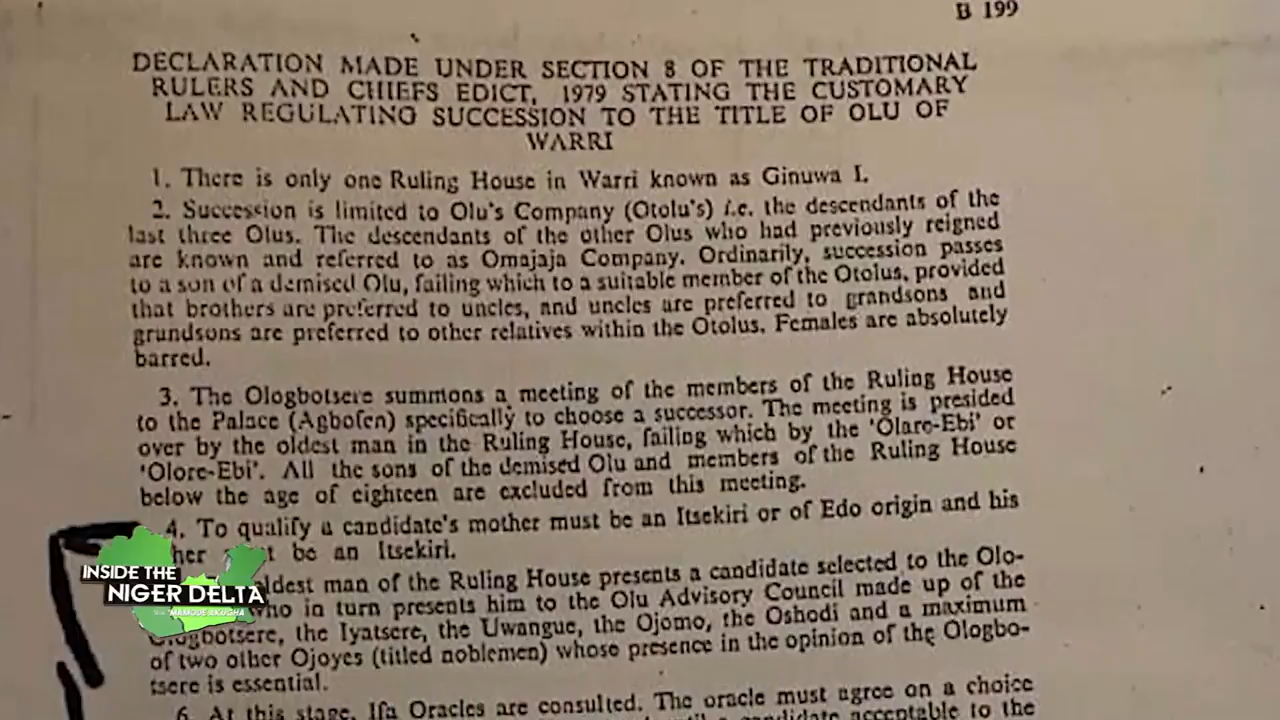 B 199
DECLARATION MADE UNDER SECTION 8 OF THE TRADITIONAL
RULERS AND CHIEFS EDICT, 1979 STATING THE CUSTOMARY
LAW REGULATING SUCCESSION TO THE TITLE OF OLU OF
WARRI
1. There is only one Ruling House in Warri known as Ginuwa I.
2. Succession is limited to Olu's Company (Otolu's) i.e. the descendants of the
last three Olus. The descendants of the other Olus who had previously reigned
are known and referred to as Omajaja Company. Ordinarily, succession passes
to a son of a demised Olu, failing which to a suitable member of the Otolus, provided
that brothers are preferred to uncles, and uncles are preferred to grandsons and
grundsons are preferred to other relatives within the Otolus. Females are absolutely
barred.
3. The Ologbotsere summons a meeting of the members of the Ruling House
to the Palace (Agbofen) specifically to choose a successor. The meeting is presided
over by the oldest man in the Ruling House, failing which by the 'Olare-Ebi' or
'Olore-Ebi'. All the sons of the demised Olu and members of the Ruling House
below the age of eighteen are excluded from this meeting.
4. To qualify a candidate's mother must be an Itsekiri or of Edo origin and his
be an Itsekiri.
oldest man of the Ruling House presents a candidate selected to the Olo-
who in turn presents him to the Olu Advisory Council made up of the
Ologbotsere, the Iyatsere, the Uwangue, the Ojomo, the Oshodi and a maximum
of two other Ojoyes (titled noblemen) whose presence in the opinion of the Ologbo-
tsere is essential.
6. At this stage, Ifa Oracles are consulted. The oracle must agree on a choice
a candidate acceptable to the
INSIDE THE
NIGER DELTA